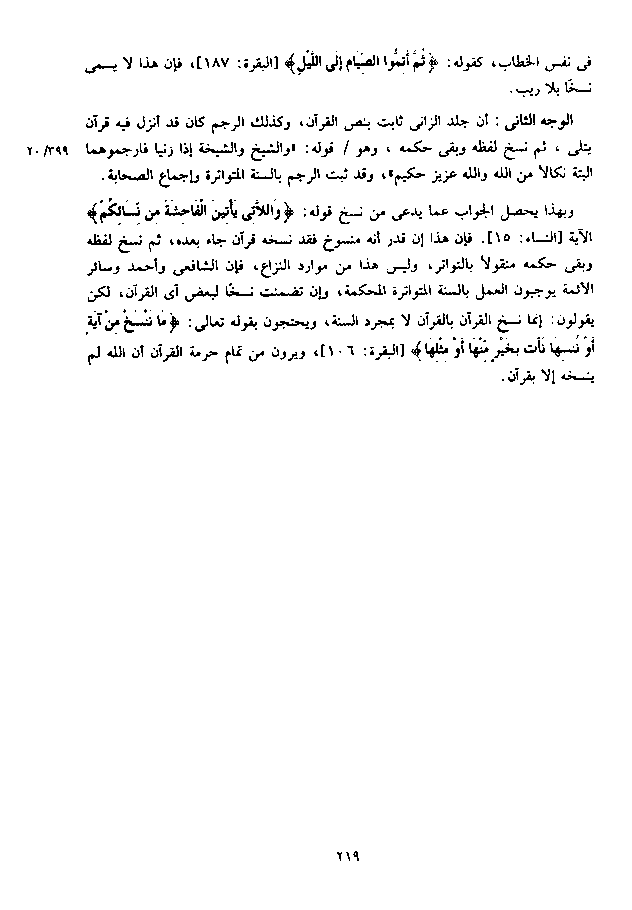 فى نفس الخطاب، كقوله: ﴿ ثُمَّ أَتِمُّوا الصِّيَام إِلَى اللَّيْلِ﴾ [البقرة: ١٨٧]، فإن هذا لا يسمى
نسخًا بلا ريب.
الوجه الثانى : أن جلد الزانى ثابت بنص القرآن، وكذلك الرجم كان قد أنزل فيه قرآن
يتلى ، ثم نسخ لفظه وبقى حكمه ، وهو / قوله: «والشيخ والشيخة إذا زنيا فارجموهما
٢٠/٣٩٩
البتة نكالاً من الله والله عزيز حكيم»، وقد ثبت الرجم بالسنة المتواترة وإجماع الصحابة.
وبهذا يحصل الجواب عما يدعى من نسخ قوله: ﴿ وَاللَّاتِى يَأْتِينَ الْفَاحِشَةَ مِن نِّسَائِكُمْ ﴾
الآية [النساء: ١٥]. فإن هذا إن قدر أنه منسوخ فقد نسخه قرآن جاء بعده، ثم نسخ لفظه
وبقى حكمه منقولاً بالتواتر، وليس هذا من موارد النزاع، فإن الشافعى وأحمد وسائر
الأئمة يوجبون العمل بالسنة المتواترة المحكمة، وإن تضمنت نسخًا لبعض آى القرآن، لكن
يقولون: إنما نسخ القرآن بالقرآن لا بمجرد السنة، ويحتجون بقوله تعالى: ﴿ مَا نَنسَخْ مِنْ آيَةٍ
أَوْ نُنسِهَا نَأْتِ بِخَيْرٍ مِّنْهَا أَوْ مِثْلِهَا﴾ [البقرة: ١٠٦]، ويرون من تمام حرمة القرآن أن الله لم
ينسخه إلا بقرآن.
٢١٩